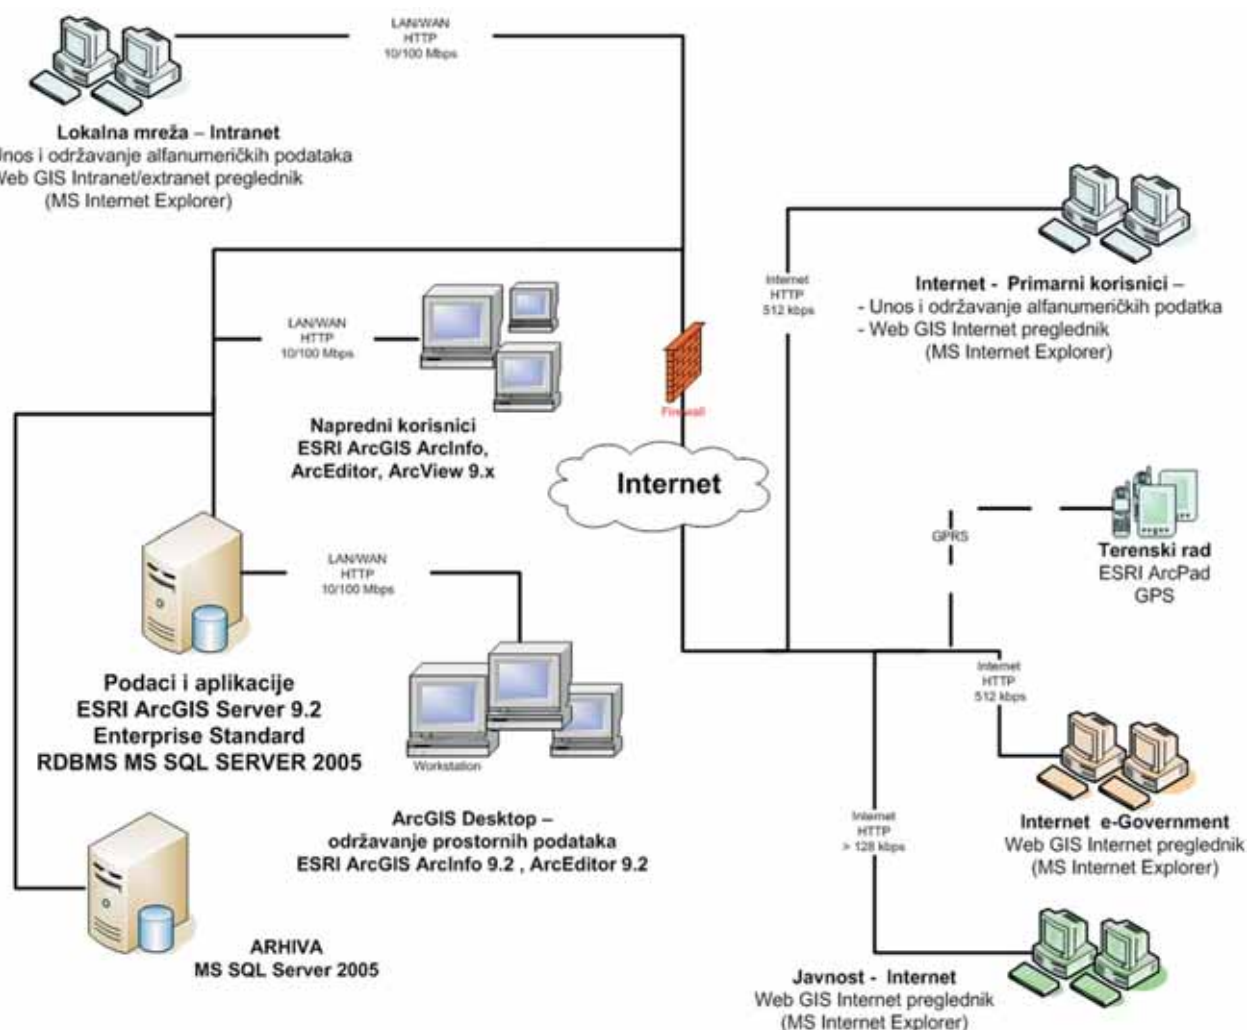 LAN/WAN
HTTP
10/100 Mbps
Lokalna mreža – Intranet
Unos i održavanje alfanumeričkih podataka
Web GIS Intranet/extranet preglednik
(MS Internet Explorer)
Internet
HTTP
512 kbps
Internet - Primarni korisnici –
- Unos i održavanje alfanumeričkih podatka
- Web GIS Internet preglednik
(MS Internet Explorer)
LAN/WAN
HTTP
10/100 Mbps
Firewall
Napredni korisnici
ESRI ArcGIS ArcInfo,
ArcEditor, ArcView 9.x
Internet
GPRS
Terenski rad
ESRI ArcPad
GPS
LAN/WAN
HTTP
10/100 Mbps
Podaci i aplikacije
ESRI ArcGIS Server 9.2
Enterprise Standard
RDBMS MS SQL SERVER 2005
Workstation
Internet
HTTP
512 kbps
ArcGIS Desktop –
održavanje prostornih podataka
ESRI ArcGIS ArcInfo 9.2 , ArcEditor 9.2
Internet
HTTP
> 128 kbps
Internet e-Government
Web GIS Internet preglednik
(MS Internet Explorer)
ARHIVA
MS SQL Server 2005
Javnost - Internet
Web GIS Internet preglednik
(MS Internet Explorer)